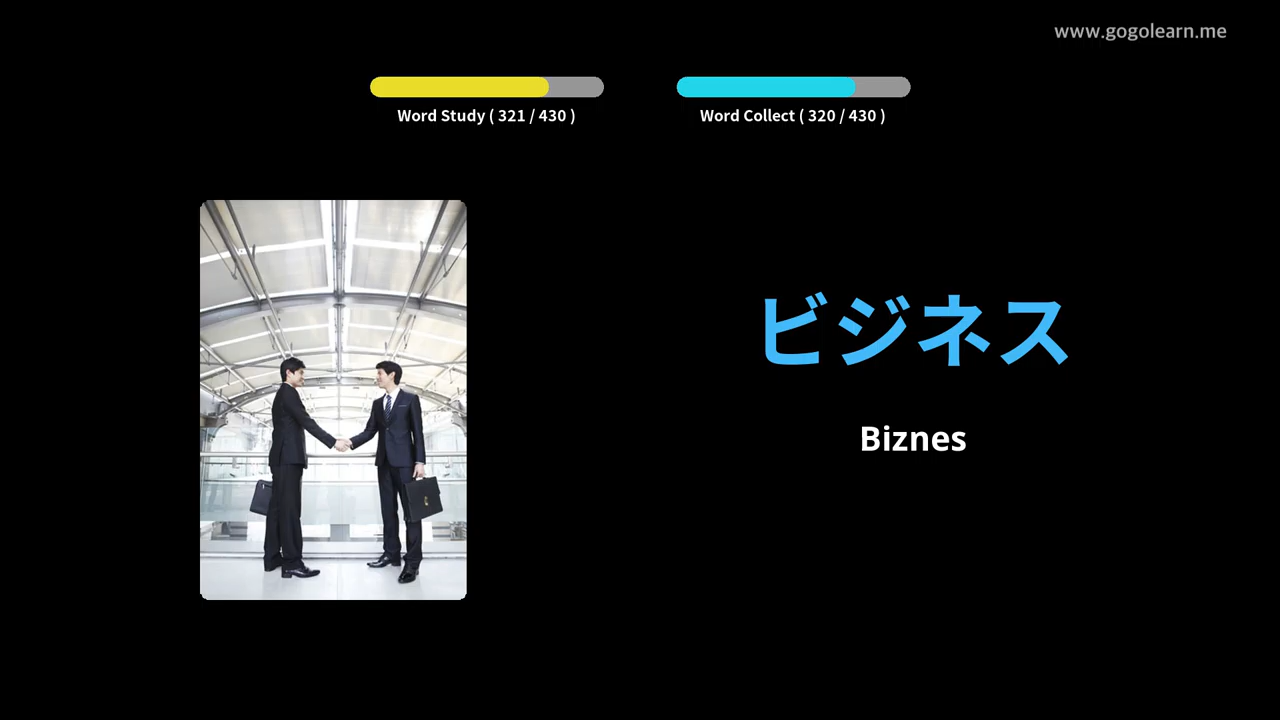 www.gogolearn.me
Word Study ( 321 / 430 )
Word Collect ( 320 / 430 )
ビジネス
Biznes